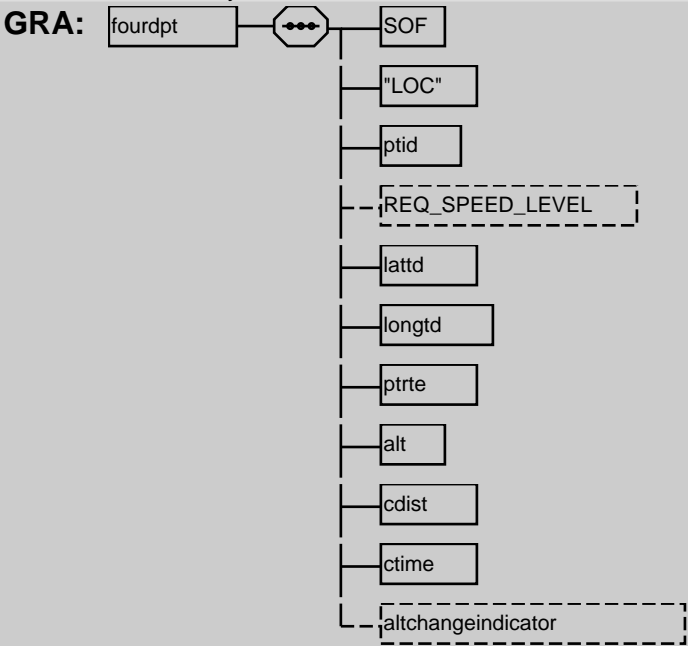 GRA: fourdpt SOF
"LOC"
ptid
REQ_SPEED_LEVEL
lattd
longtd
ptrte
alt
cdist
ctime
altchangeindicator